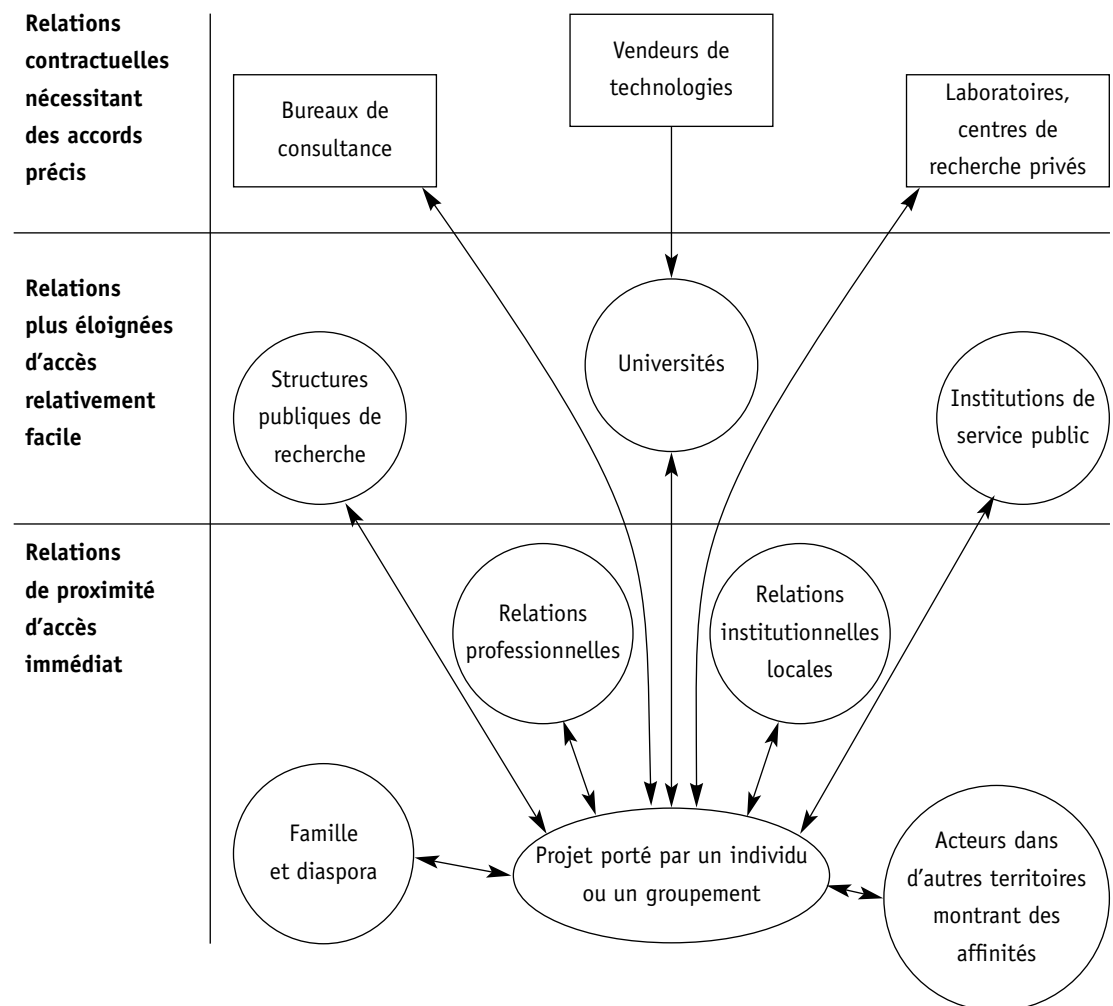 Relations
contractuelles
nécessitant
des accords
précis
Bureaux de
consultance
Vendeurs de
technologies
Laboratoires,
centres de
recherche privés
Relations
plus éloignées
d’accès
relativement
facile
Structures
publiques de
recherche
Universités
Institutions de
service public
Relations
de proximité
d’accès
immédiat
Relations
professionnelles
Relations
institutionnelles
locales
Famille
et diaspora
Projet porté par un individu
ou un groupement
Acteurs dans
d’autres territoires
montrant des
affinités